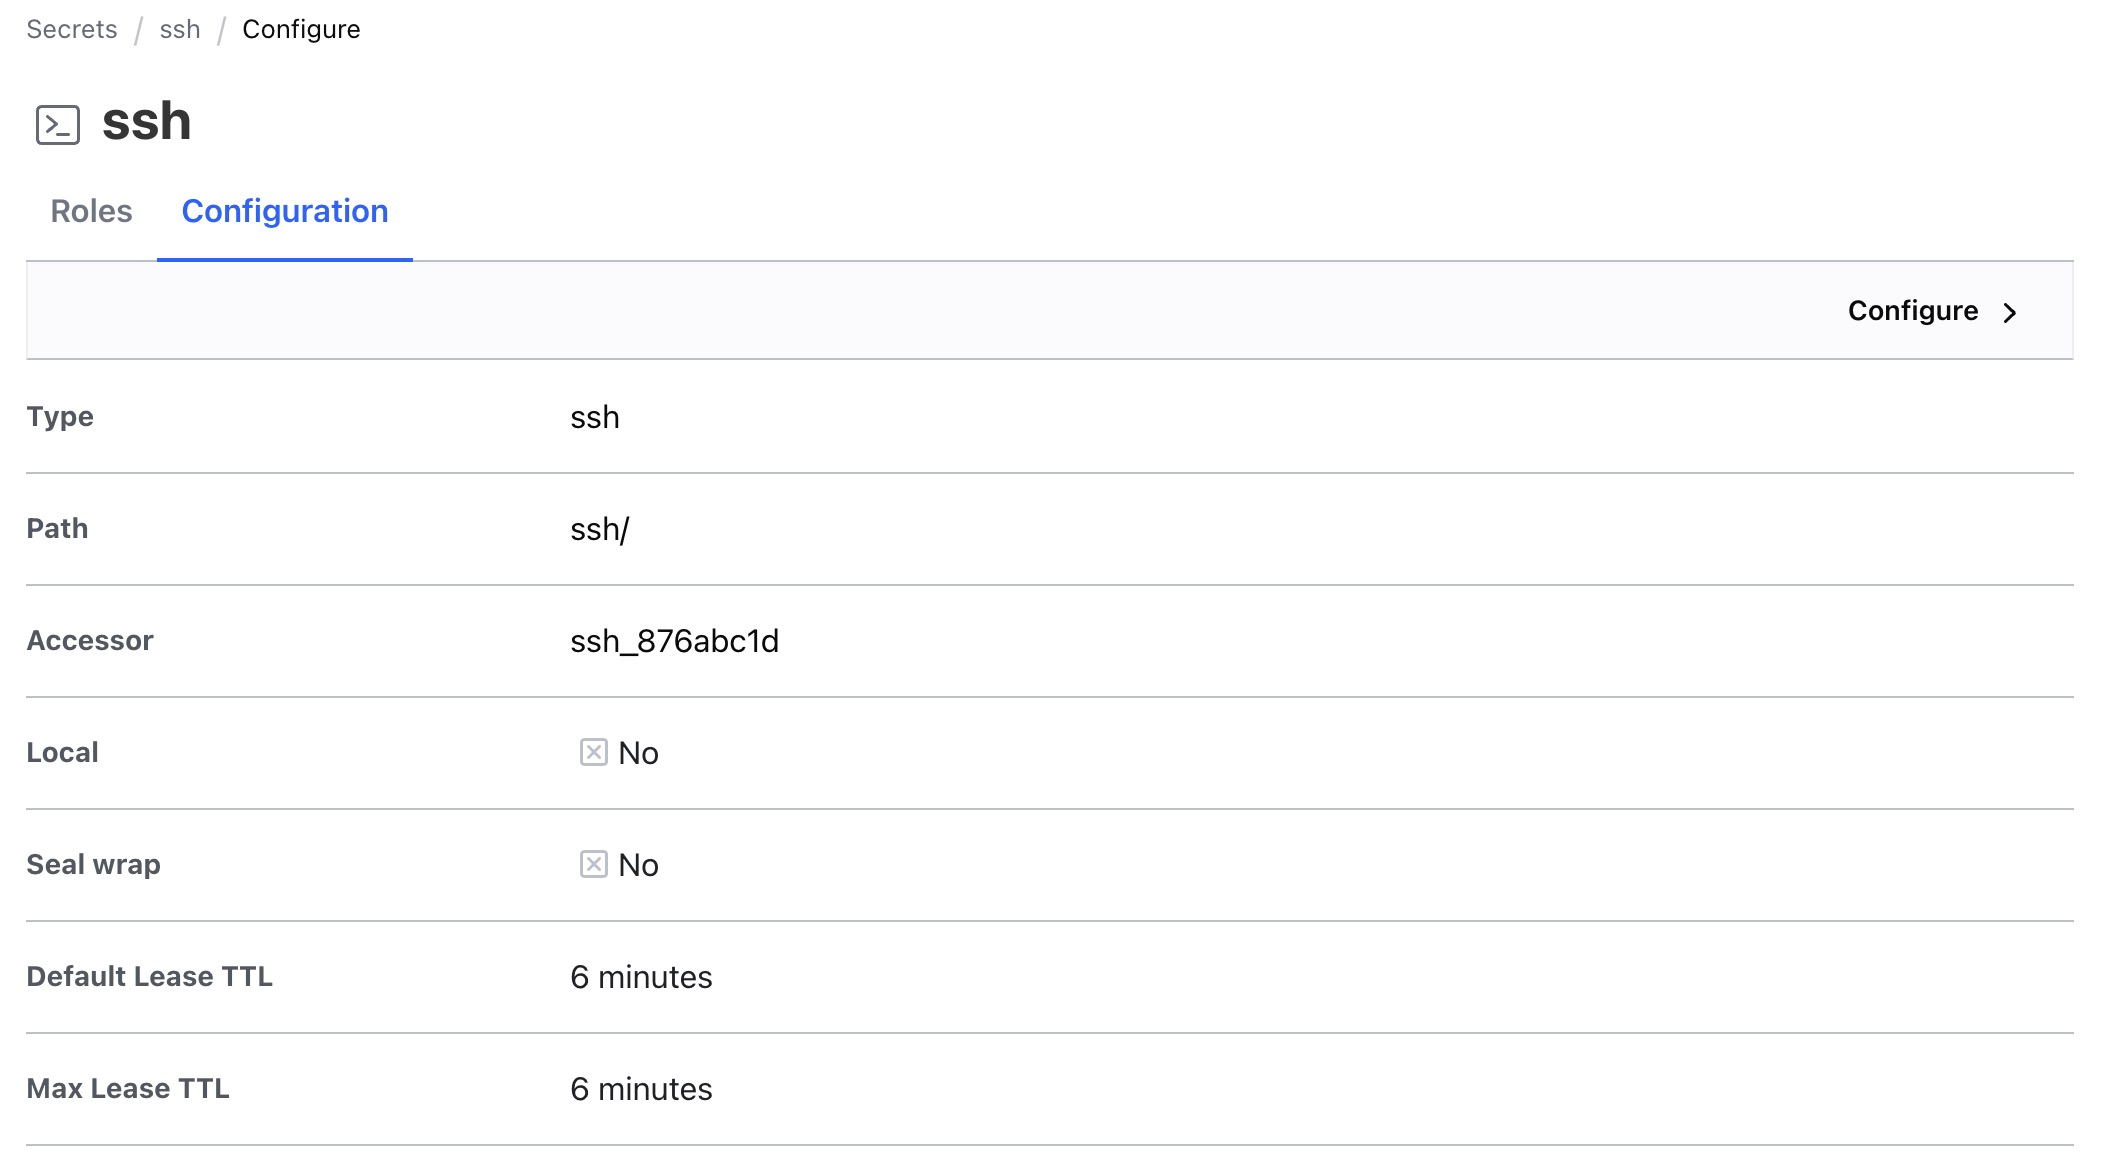 Secrets / ssh / Configure
ssh
Roles Configuration
Configure
Type ssh
Path ssh/
Accessor ssh_876abc1d
Local No
Seal wrap No
Default Lease TTL 6 minutes
Max Lease TTL 6 minutes